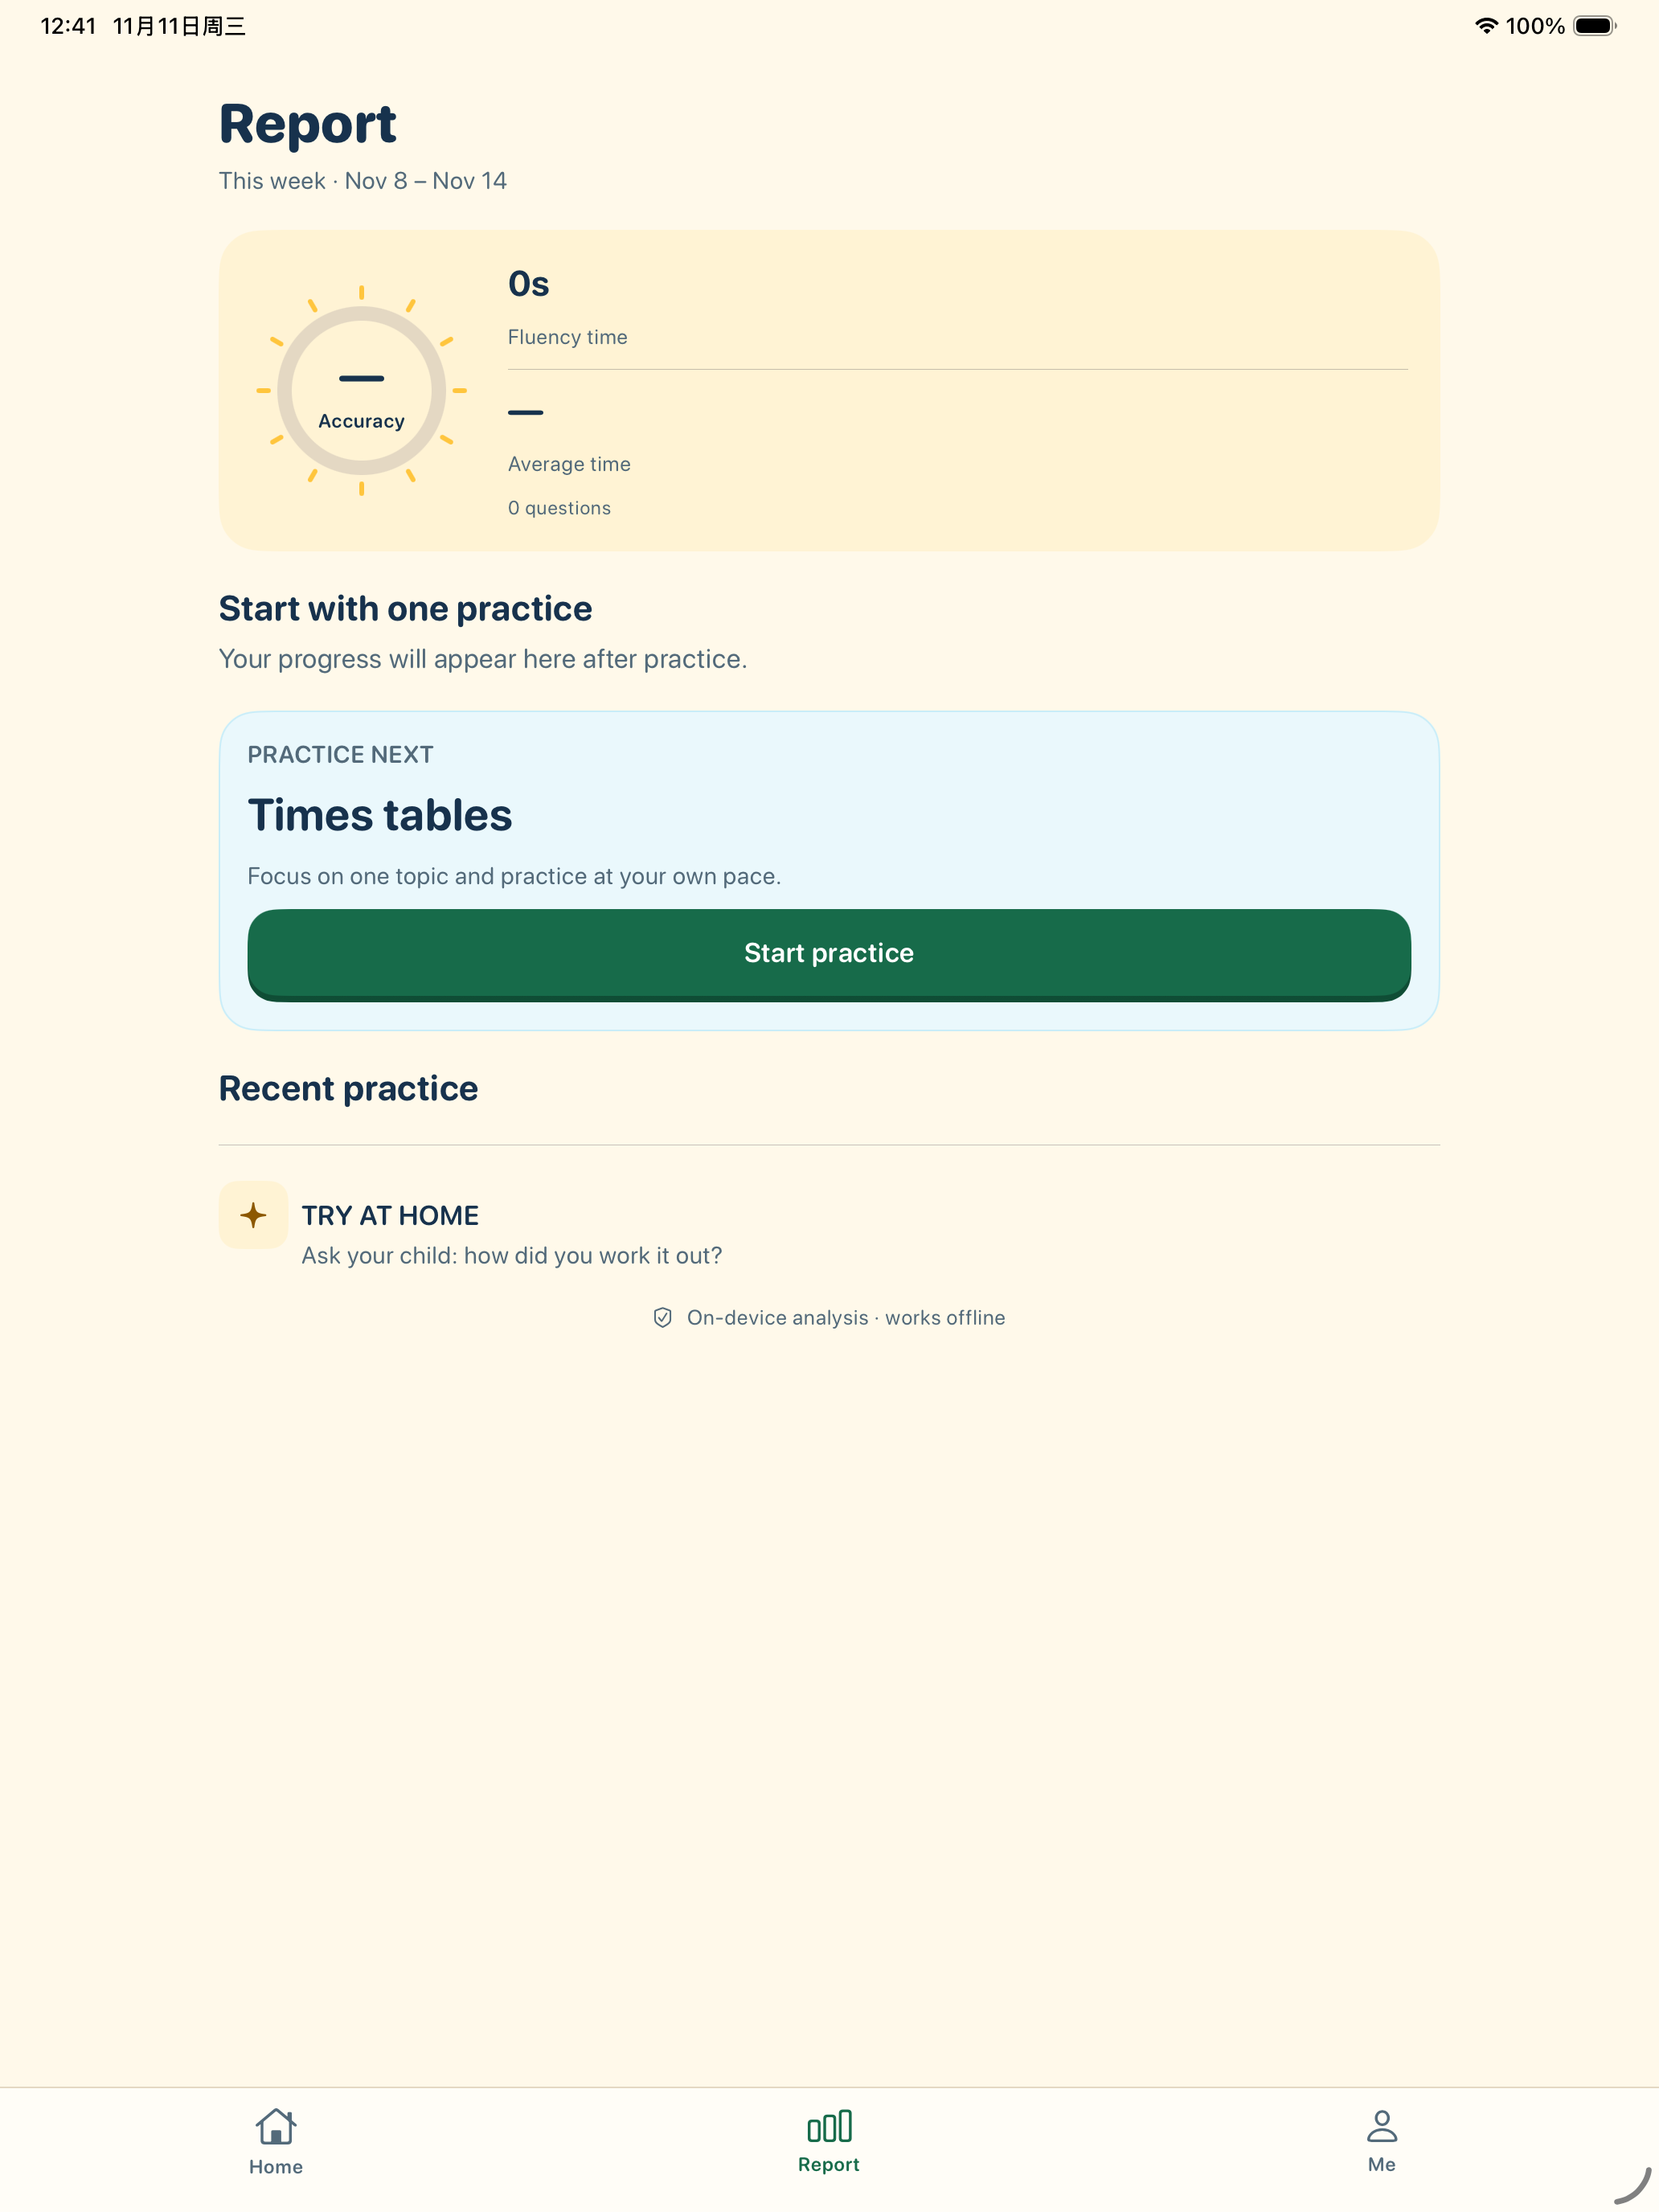 12:41 11月11日周三
100%
Report
This week · Nov 8 – Nov 14
0s
Fluency time
—
Accuracy
—
Average time
0 questions
Start with one practice
Your progress will appear here after practice.
PRACTICE NEXT
Times tables
Focus on one topic and practice at your own pace.
Start practice
Recent practice
TRY AT HOME
Ask your child: how did you work it out?
On-device analysis · works offline
Home
Report
Me